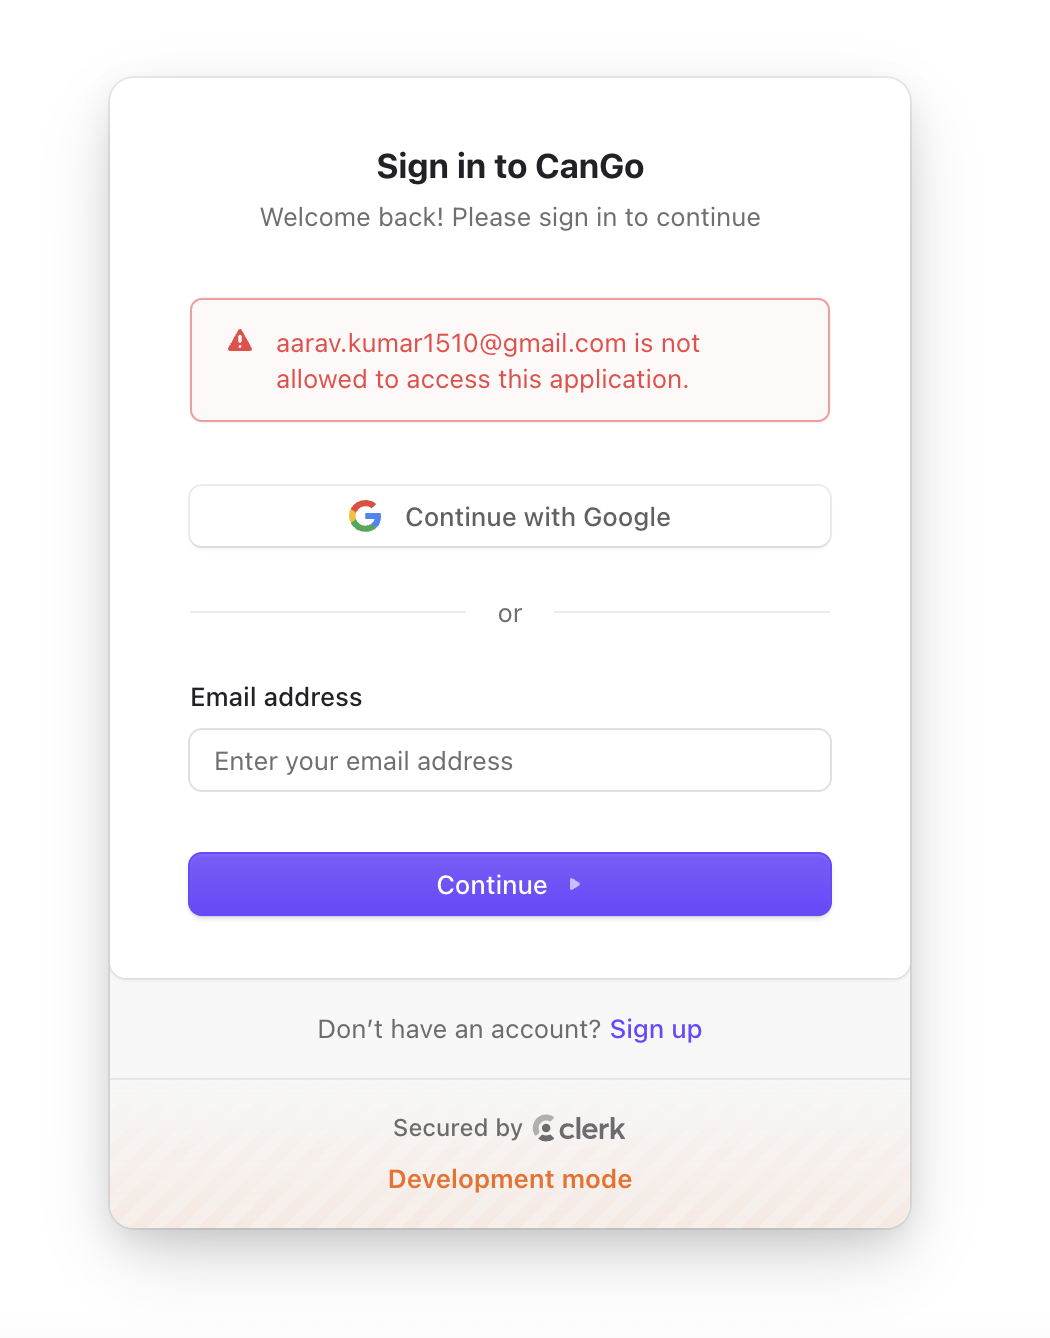 Sign in to CanGo
Welcome back! Please sign in to continue
aarav.kumar1510@gmail.com is not
allowed to access this application.
Continue with Google
or
Email address
Enter your email address
Continue
Don’t have an account? Sign up
Secured by clerk
Development mode